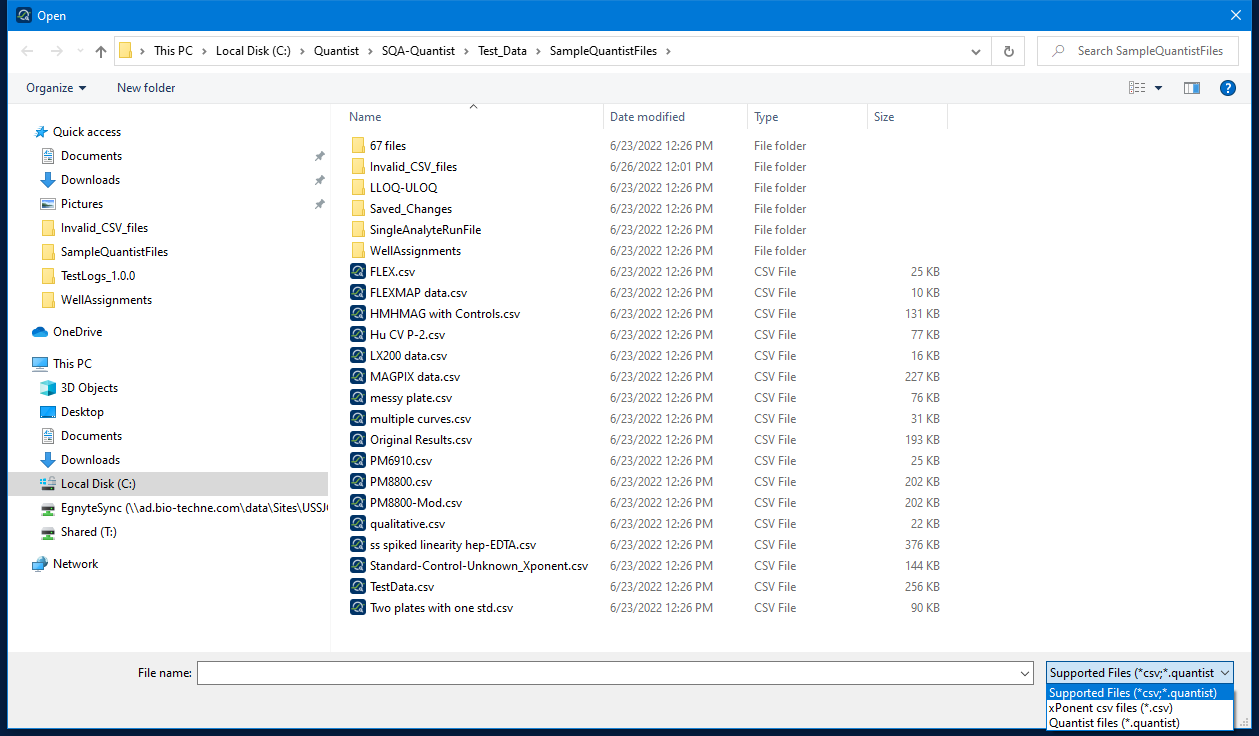 Open
This PC > Local Disk (C:) > Quantist > SQA-Quantist > Test_Data > SampleQuantistFiles >
Search SampleQuantistFiles
Organize
New folder
Quick access
Documents
Downloads
Pictures
Invalid_CSV_files
SampleQuantistFiles
TestLogs_1.0.0
WellAssignments
OneDrive
This PC
3D Objects
Desktop
Documents
Downloads
Local Disk (C:)
EgnyteSync (\\ad.bio-techne.com\data\Sites\USSJ
Shared (T:)
Network
Name Date modified Type Size
67 files 6/23/2022 12:26 PM File folder
Invalid_CSV_files 6/26/2022 12:01 PM File folder
LLOQ-ULOQ 6/23/2022 12:26 PM File folder
Saved_Changes 6/23/2022 12:26 PM File folder
SingleAnalyteRunFile 6/23/2022 12:26 PM File folder
WellAssignments 6/23/2022 12:26 PM File folder
FLEX.csv 6/23/2022 12:26 PM CSV File 25 KB
FLEXMAP data.csv 6/23/2022 12:26 PM CSV File 10 KB
HMHMAG with Controls.csv 6/23/2022 12:26 PM CSV File 131 KB
Hu CV P-2.csv 6/23/2022 12:26 PM CSV File 77 KB
LX200 data.csv 6/23/2022 12:26 PM CSV File 16 KB
MAGPIX data.csv 6/23/2022 12:26 PM CSV File 227 KB
messy plate.csv 6/23/2022 12:26 PM CSV File 76 KB
multiple curves.csv 6/23/2022 12:26 PM CSV File 31 KB
Original Results.csv 6/23/2022 12:26 PM CSV File 193 KB
PM6910.csv 6/23/2022 12:26 PM CSV File 25 KB
PM8800.csv 6/23/2022 12:26 PM CSV File 202 KB
PM8800-Mod.csv 6/23/2022 12:26 PM CSV File 202 KB
qualitative.csv 6/23/2022 12:26 PM CSV File 22 KB
ss spiked linearity hep-EDTA.csv 6/23/2022 12:26 PM CSV File 376 KB
Standard-Control-Unknown_Xponent.csv 6/23/2022 12:26 PM CSV File 144 KB
TestData.csv 6/23/2022 12:26 PM CSV File 256 KB
Two plates with one std.csv 6/23/2022 12:26 PM CSV File 90 KB
File name:
Supported Files (*csv;*.quantist
Supported Files (*csv;*.quantist)
xPonent csv files (*.csv)
Quantist files (*.quantist)